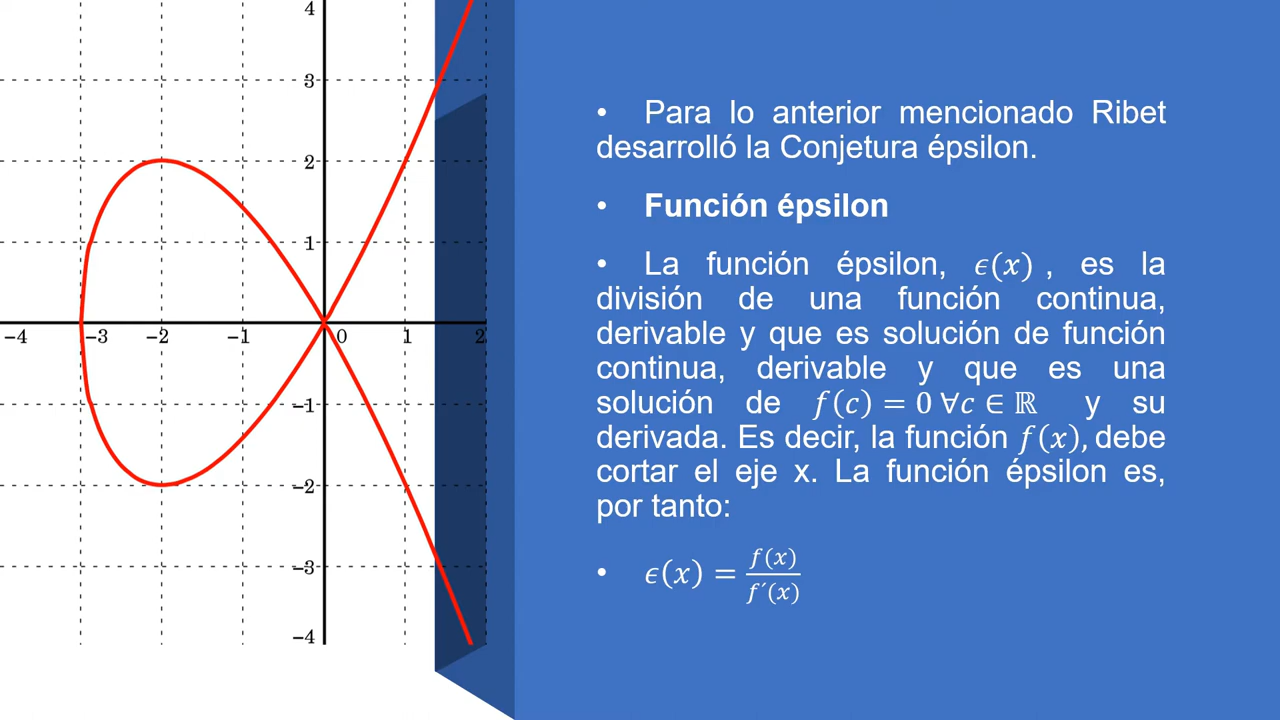 4
3
2
1
-4 -3 -2 -1 0 1 2
-1
-2
-3
-4
• Para lo anterior mencionado Ribet
desarrolló la Conjetura épsilon.
• Función épsilon
• La función épsilon, ϵ(x) , es la
división de una función continua,
derivable y que es solución de función
continua, derivable y que es una
solución de f(c) = 0 ∀c ∈ ℝ y su
derivada. Es decir, la función f(x), debe
cortar el eje x. La función épsilon es,
por tanto:
• ϵ(x) = f(x)/f´(x)